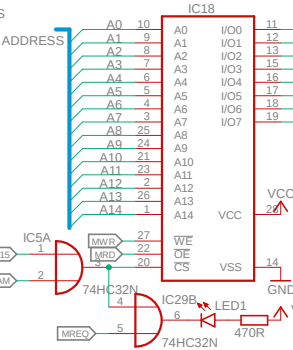 S
IC18
ADDRESS
A0 10 A0 I/O0 11
A1 9 A1 I/O1 12
A2 8 A2 I/O2 13
A3 7 A3 I/O3 15
A4 6 A4 I/O4 16
A5 5 A5 I/O5 17
A6 4 A6 I/O6 18
A7 3 A7 I/O7 19
A8 25 A8
A9 24 A9
A10 21 A10
A11 23 A11
A12 2 A12
A13 26 A13
A14 1 A14 VCC 28
VCC
IC5A
MWR 27 WE
MRD 22 OE
20 CS VSS 14
15 1
3
AM 2
GND
74HC32N
IC29B
LED1
4
6
MREQ 5
470R
74HC32N